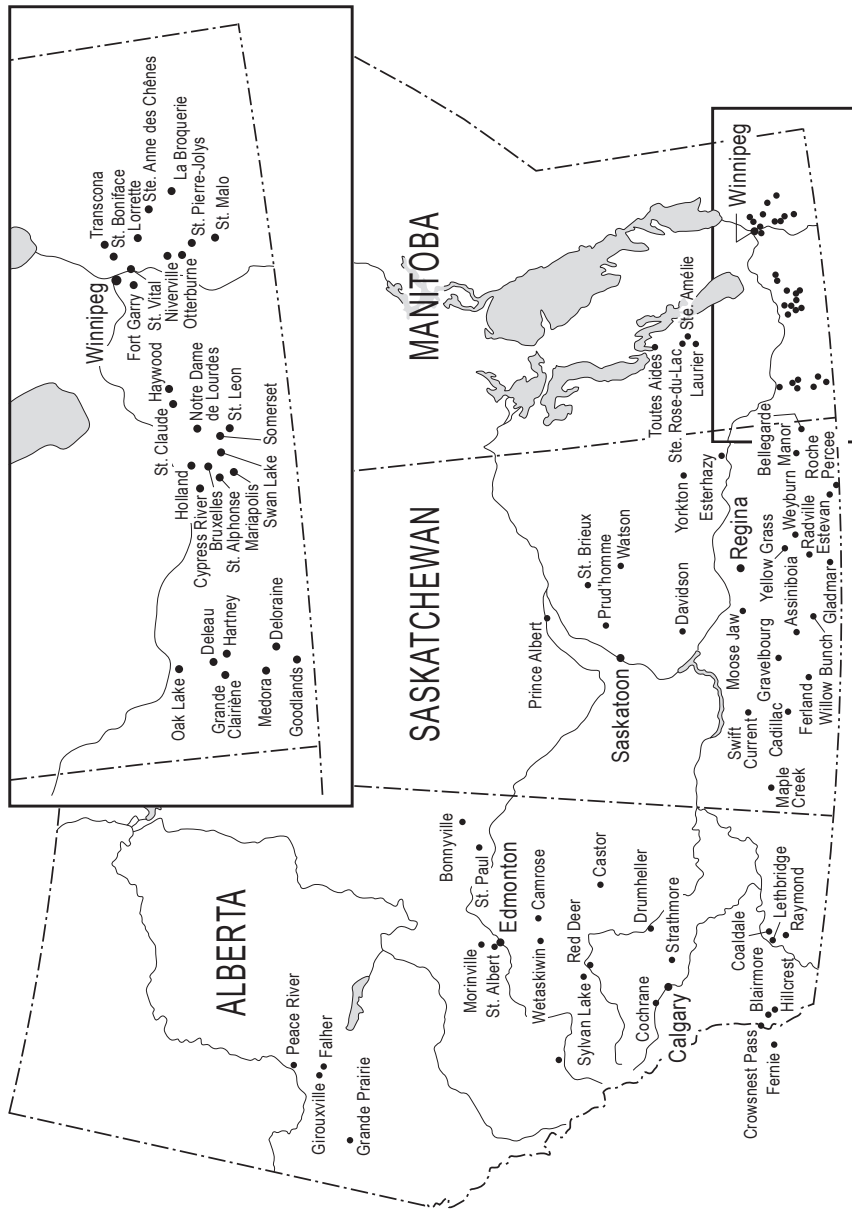 Transcona
St. Boniface
Lorrette
Ste. Anne des Chênes
La Broquerie
St. Pierre-Jolys
St. Malo
Winnipeg
Fort Garry
St. Vital
Niverville
Otterburne
Haywood
St. Claude
Notre Dame
de Lourdes
St. Leon
Somerset
Holland
Cypress River
Bruxelles
St. Alphonse
Mariapolis
Swan Lake
Oak Lake
Deleau
Hartney
Grande
Clairiène
Medora
Deloraine
Goodlands
ALBERTA
Peace River
Falher
Girouxville
Grande Prairie
Bonnyville
St. Paul
Edmonton
Morinville
St. Albert
Camrose
Wetaskiwin
Castor
Red Deer
Sylvan Lake
Drumheller
Strathmore
Cochrane
Calgary
Coaldale
Lethbridge
Raymond
Blairmore
Hillcrest
Crowsnest Pass
Fernie
SASKATCHEWAN
Prince Albert
St. Brieux
Prud'homme
Watson
Saskatoon
Davidson
Yorkton
Esterhazy
Regina
Moose Jaw
Swift
Current
Maple
Creek
Gravelbourg
Cadillac
Ferland
Willow Bunch
Assiniboia
Gladmar
Yellow Grass
Weyburn
Radville
Estevan
Bellegarde
Manor
Roche
Percee
MANITOBA
Toutes Aides
Ste. Rose-du-Lac
Ste. Amélie
Laurier
Winnipeg